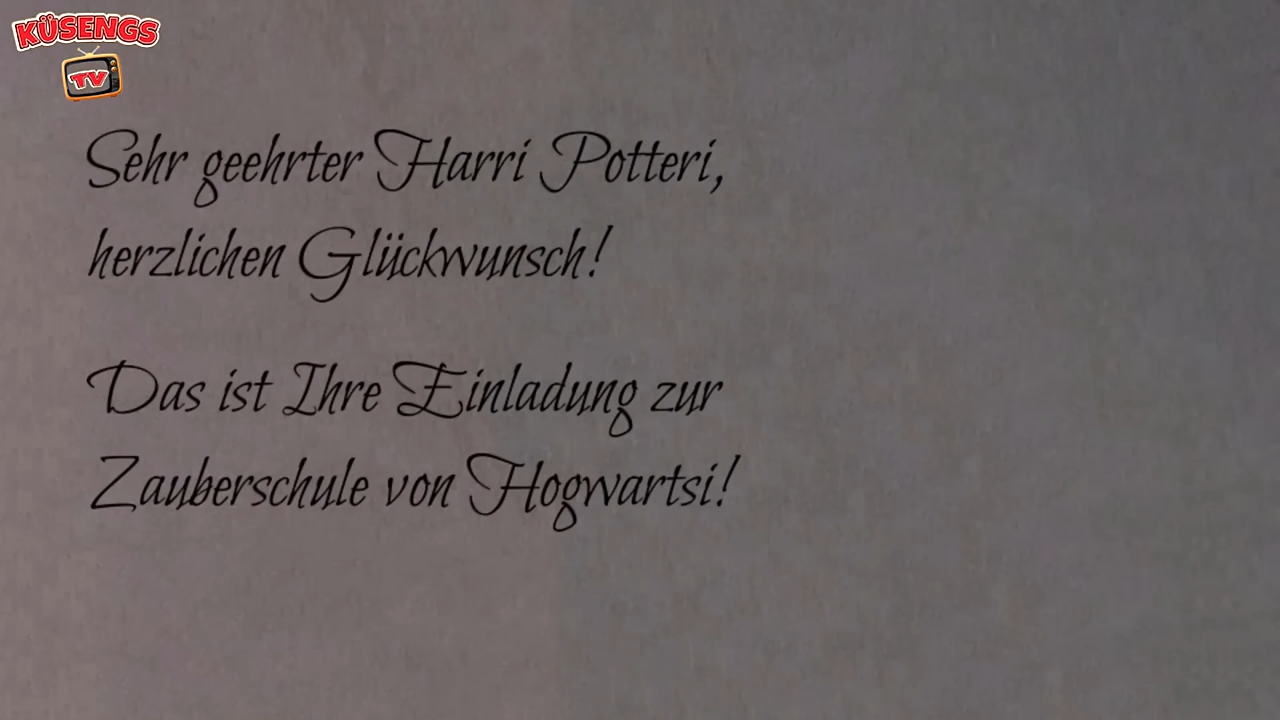 KÜSENGS
TV
Sehr geehrter Harri Potteri,
herzlichen Glückwunsch!
Das ist Ihre Einladung zur
Zauberschule von Hogwartsi!